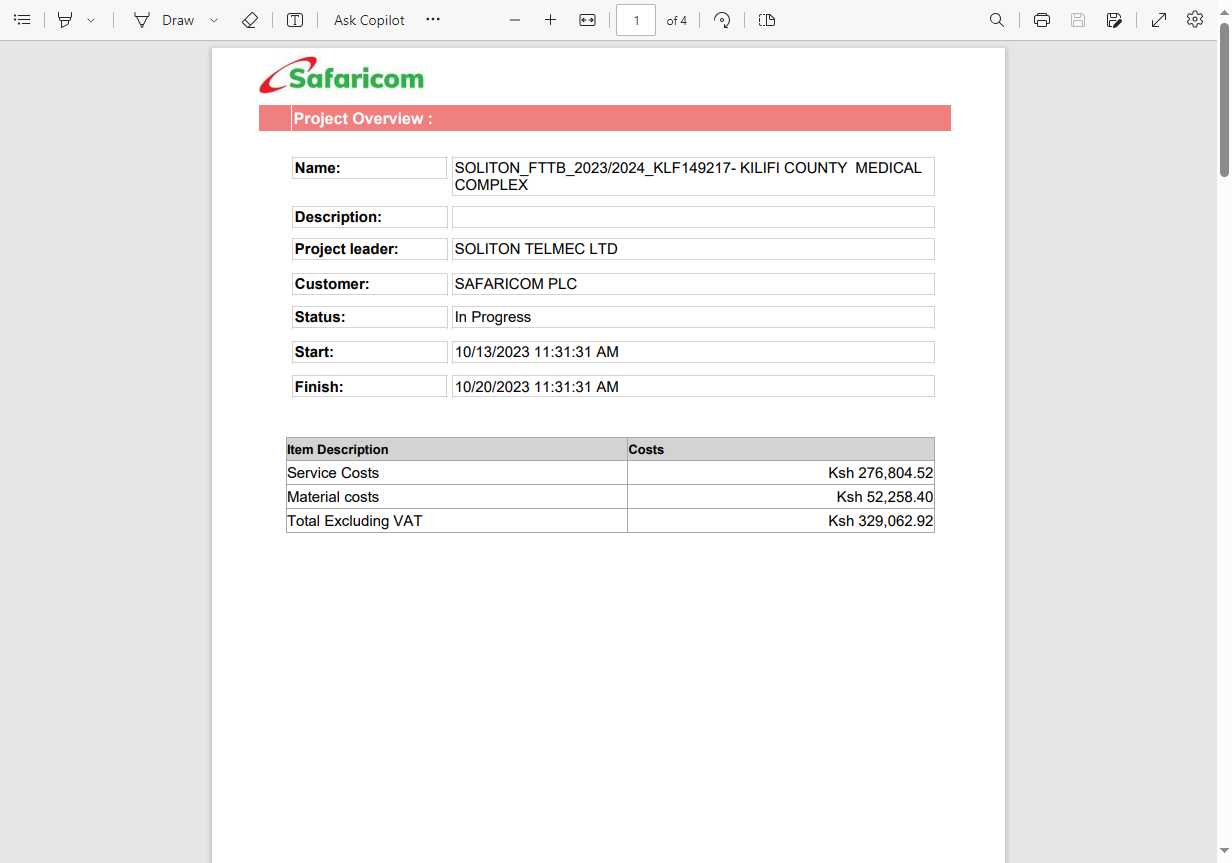 Draw
Ask Copilot
1 of 4
Safaricom
Project Overview :
Name: SOLITON_FTTB_2023/2024_KLF149217- KILIFI COUNTY  MEDICAL
COMPLEX
Description:
Project leader: SOLITON TELMEC LTD
Customer: SAFARICOM PLC
Status: In Progress
Start: 10/13/2023 11:31:31 AM
Finish: 10/20/2023 11:31:31 AM
Item Description Costs
Service Costs Ksh 276,804.52
Material costs Ksh 52,258.40
Total Excluding VAT Ksh 329,062.92